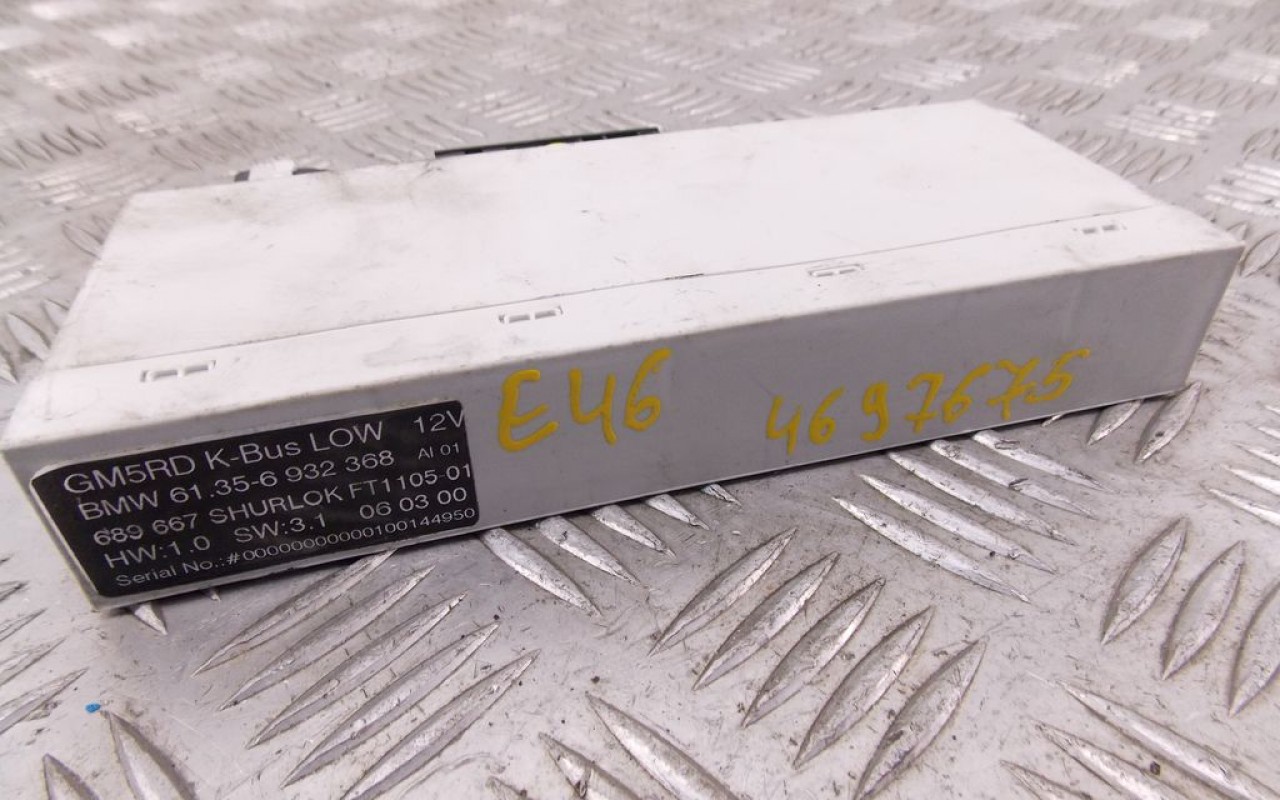 GM5RD K-Bus LOW 12V
BMW 61.35-6 932 368 AI 01
689 667 SHURLOK FT1105-01
HW:1.0 SW:3.1 06 03 00
Serial No.:#00000000000100144950
E46
4697675